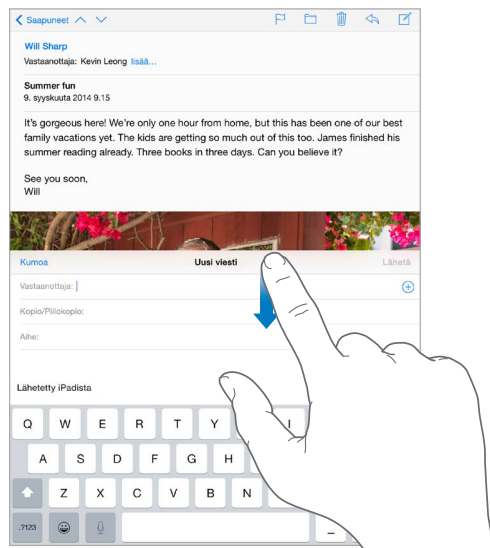 Saapuneet
Will Sharp
Vastaanottaja: Kevin Leong lisää...
Summer fun
9. syyskuuta 2014 9.15
It's gorgeous here! We're only one hour from home, but this has been one of our best
family vacations yet. The kids are getting so much out of this too. James finished his
summer reading already. Three books in three days. Can you believe it?
See you soon,
Will
Kumoa Uusi viesti Lähetä
Vastaanottaja:
Kopio/Piilokopio:
Aihe:
Lähetetty iPadista
Q W E R T Y I
A S D F G H
Z X C V B N
.?123 _